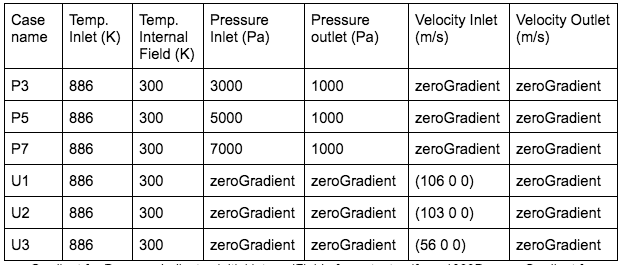 Case name Temp. Inlet (K) Temp. Internal Field (K) Pressure Inlet (Pa) Pressure outlet (Pa) Velocity Inlet (m/s) Velocity Outlet (m/s)
P3 886 300 3000 1000 zeroGradient zeroGradient
P5 886 300 5000 1000 zeroGradient zeroGradient
P7 886 300 7000 1000 zeroGradient zeroGradient
U1 886 300 zeroGradient zeroGradient (106 0 0) zeroGradient
U2 886 300 zeroGradient zeroGradient (103 0 0) zeroGradient
U3 886 300 zeroGradient zeroGradient (56 0 0) zeroGradient